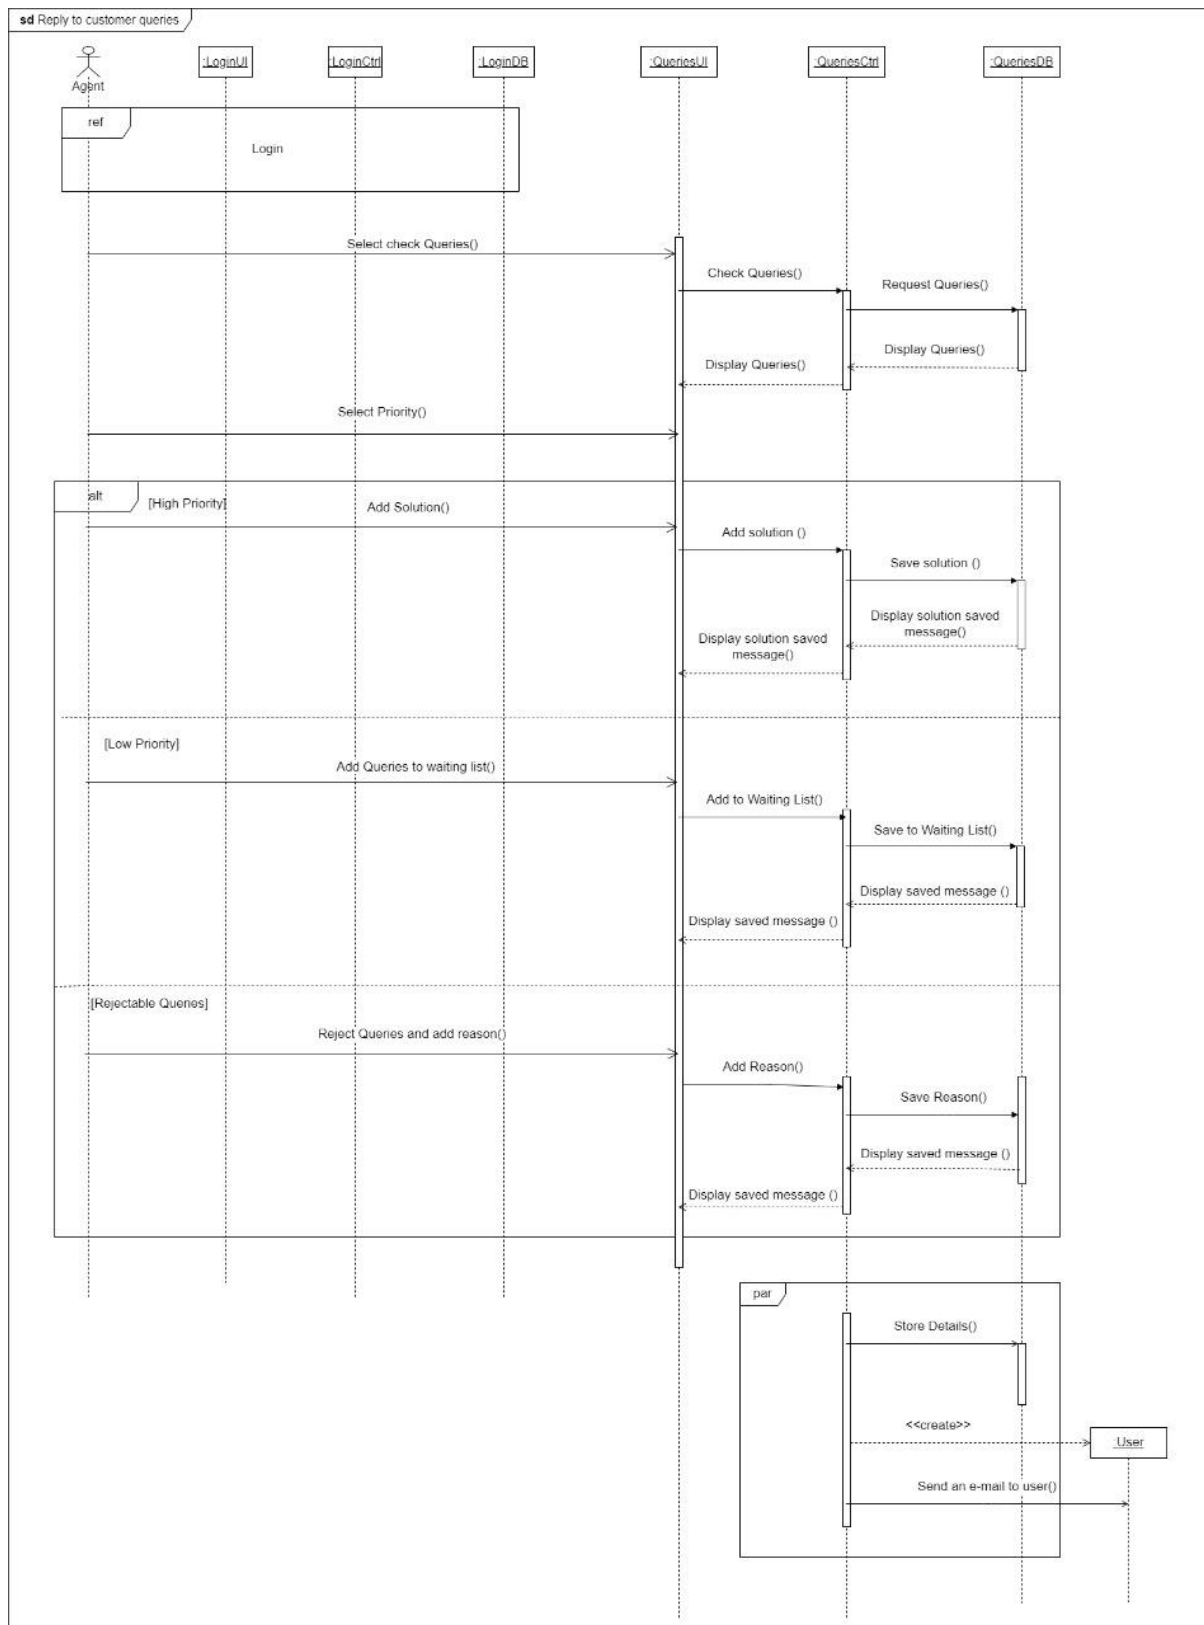 sd Reply to customer queries
Agent
:LoginUI
:LoginCtrl
:LoginDB
:QueriesUI
:QueriesCtrl
:QueriesDB
ref
Login
Select check Queries()
Check Queries()
Request Queries()
Display Queries()
Display Queries()
Select Priority()
alt
[High Priority]
Add Solution()
Add solution ()
Save solution ()
Display solution saved
message()
Display solution saved
message()
[Low Priority]
Add Queries to waiting list()
Add to Waiting List()
Save to Waiting List()
Display saved message ()
Display saved message ()
[Rejectable Queries]
Reject Queries and add reason()
Add Reason()
Save Reason()
Display saved message ()
Display saved message ()
par
Store Details()
<<create>>
:User
Send an e-mail to user()